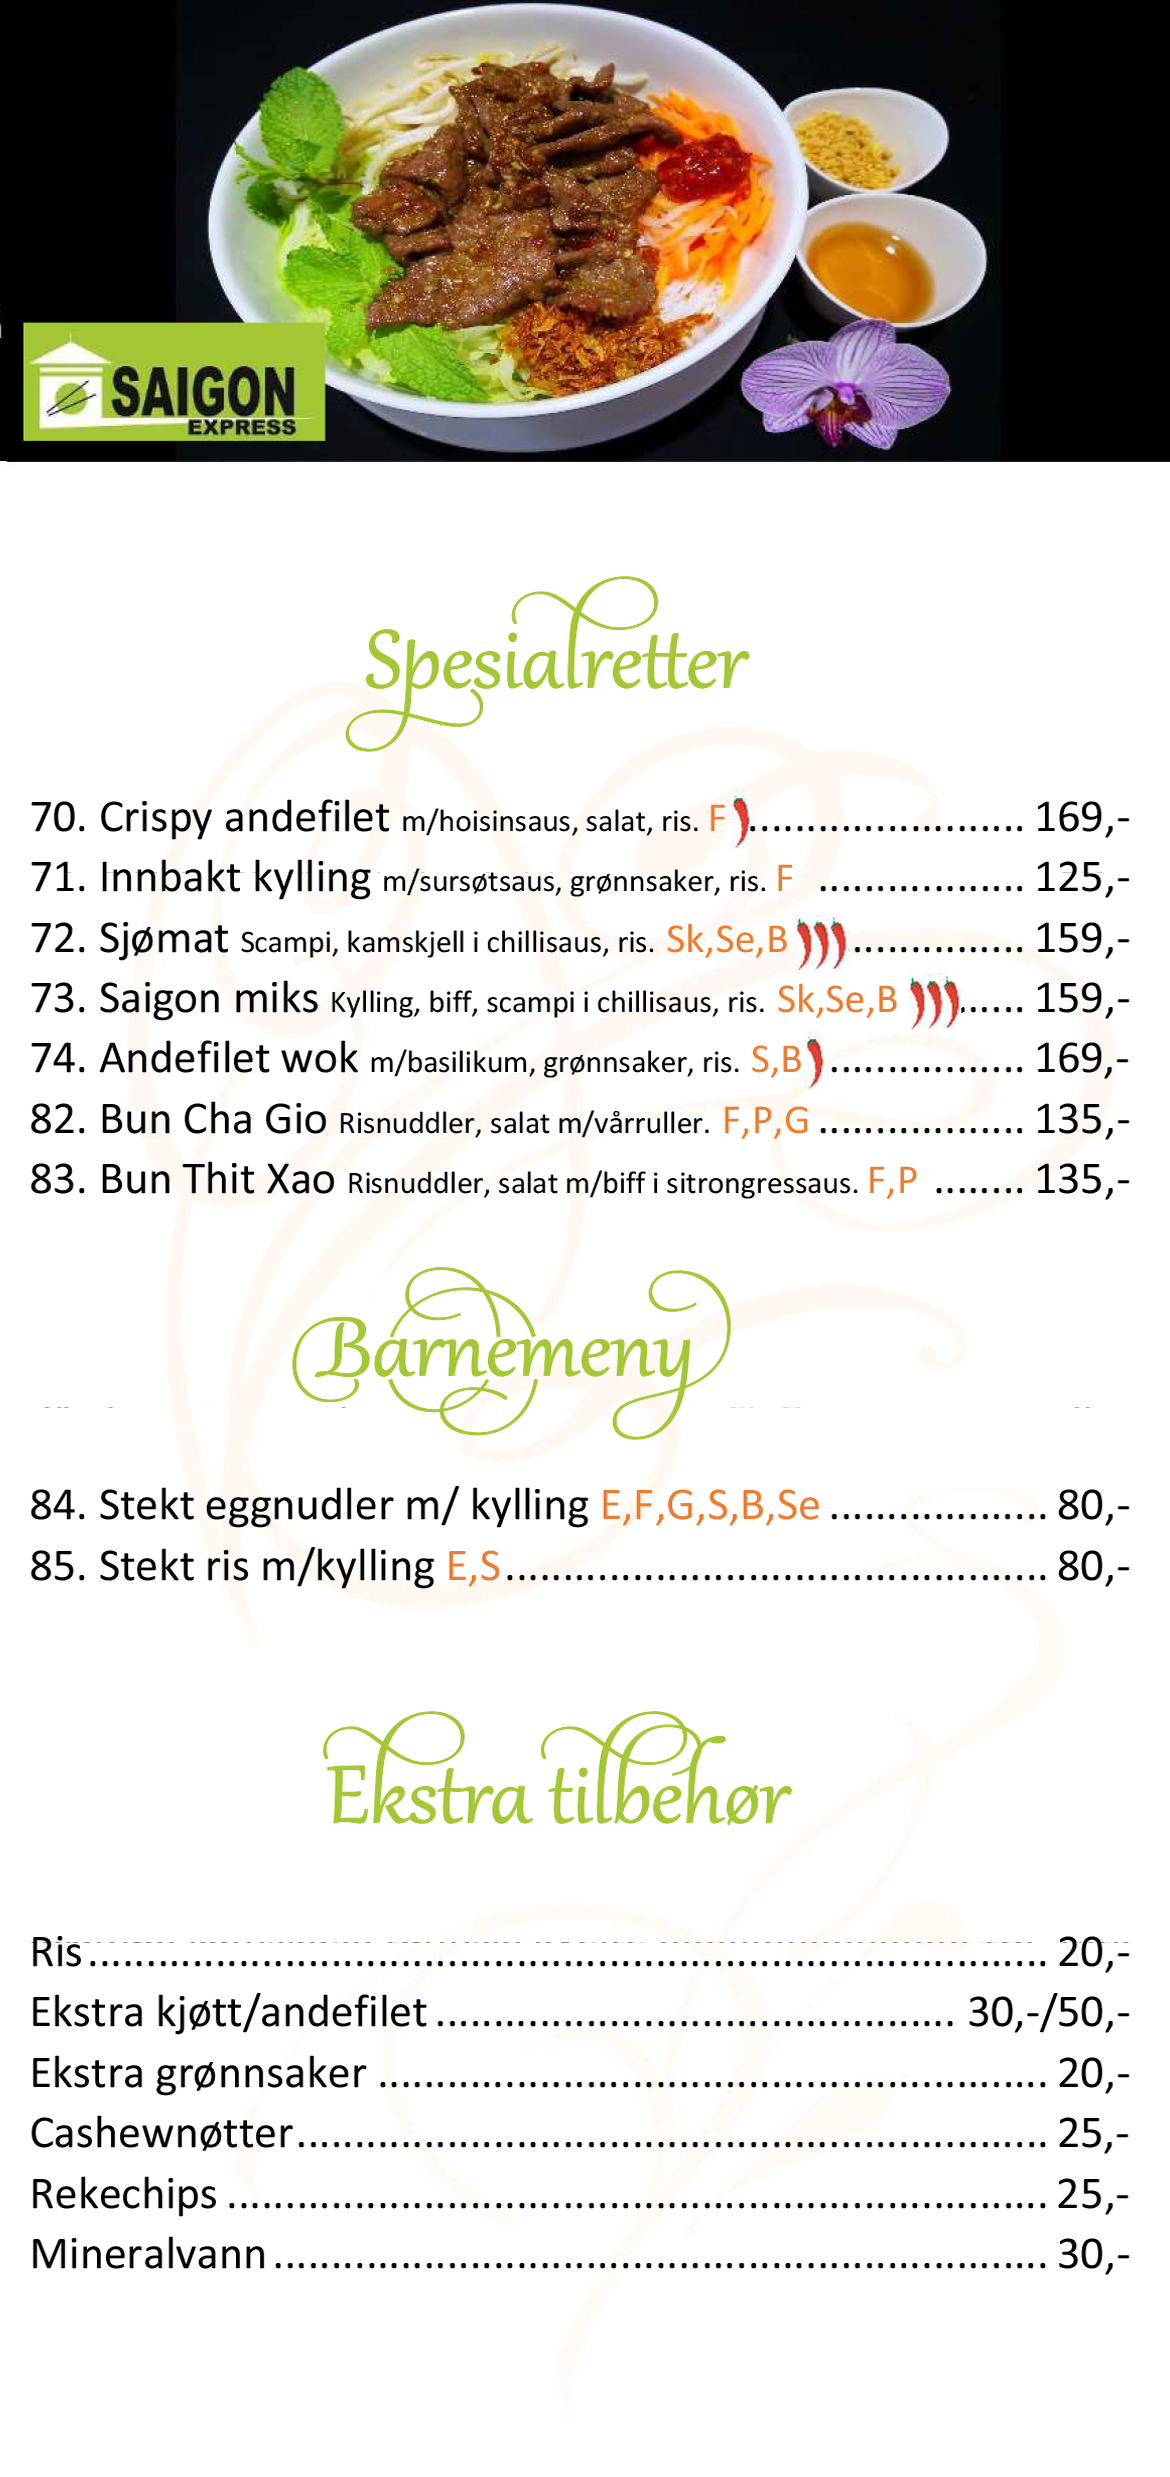 SAIGON
EXPRESS
Spesialretter
70. Crispy andefilet m/hoisinsaus, salat, ris. F ........................ 169,-
71. Innbakt kylling m/sursøtsaus, grønnsaker, ris. F .................. 125,-
72. Sjømat Scampi, kamskjell i chillisaus, ris. Sk,Se,B ............... 159,-
73. Saigon miks Kylling, biff, scampi i chillisaus, ris. Sk,Se,B ...... 159,-
74. Andefilet wok m/basilikum, grønnsaker, ris. S,B ................. 169,-
82. Bun Cha Gio Risnuddler, salat m/vårruller. F,P,G .................. 135,-
83. Bun Thit Xao Risnuddler, salat m/biff i sitrongressaus. F,P ........ 135,-
Barnemeny
84. Stekt eggnudler m/ kylling E,F,G,S,B,Se ................... 80,-
85. Stekt ris m/kylling E,S ............................................... 80,-
Ekstra tilbehør
Ris ................................................................................... 20,-
Ekstra kjøtt/andefilet ............................................. 30,-/50,-
Ekstra grønnsaker .......................................................... 20,-
Cashewnøtter ................................................................. 25,-
Rekechips ....................................................................... 25,-
Mineralvann ................................................................... 30,-